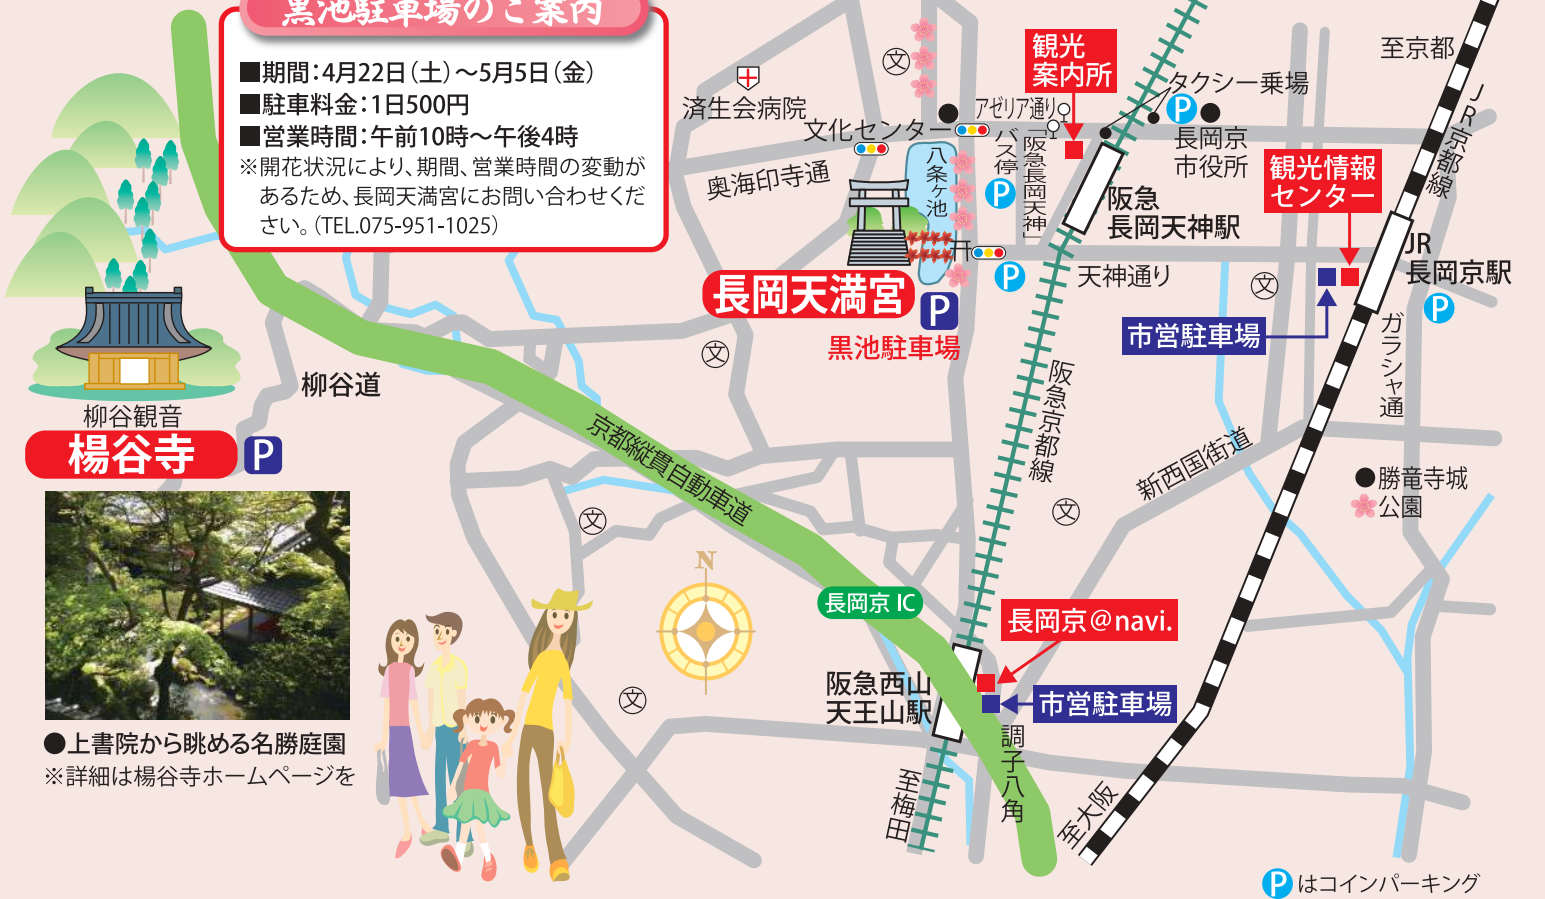 黒池駐車場のご案内
■期間：4月22日（土）～5月5日（金）
■駐車料金：1日500円
■営業時間：午前10時～午後4時
※開花状況により、期間、営業時間の変動が
あるため、長岡天満宮にお問い合わせくだ
さい。（TEL.075-951-1025）
済生会病院
文
文化センター
奥海印寺通
八条ヶ池
アゼリア通り
バス停
「阪急長岡天神」
P
観光
案内所
タクシー乗場
P
長岡京
市役所
阪急
長岡天神駅
観光情報
センター
至京都
JR京都線
JR
長岡京駅
P
天神通り
P
文
市営駐車場
ガラシャ通
長岡天満宮
P
黒池駐車場
文
柳谷道
柳谷観音
楊谷寺
P
京都縦貫自動車道
阪急京都線
新西国街道
文
文
●勝竜寺城
公園
N
長岡京 IC
長岡京@navi.
市営駐車場
阪急西山
天王山駅
文
調子八角
至梅田
至大阪
●上書院から眺める名勝庭園
※詳細は楊谷寺ホームページを
Pはコインパーキング